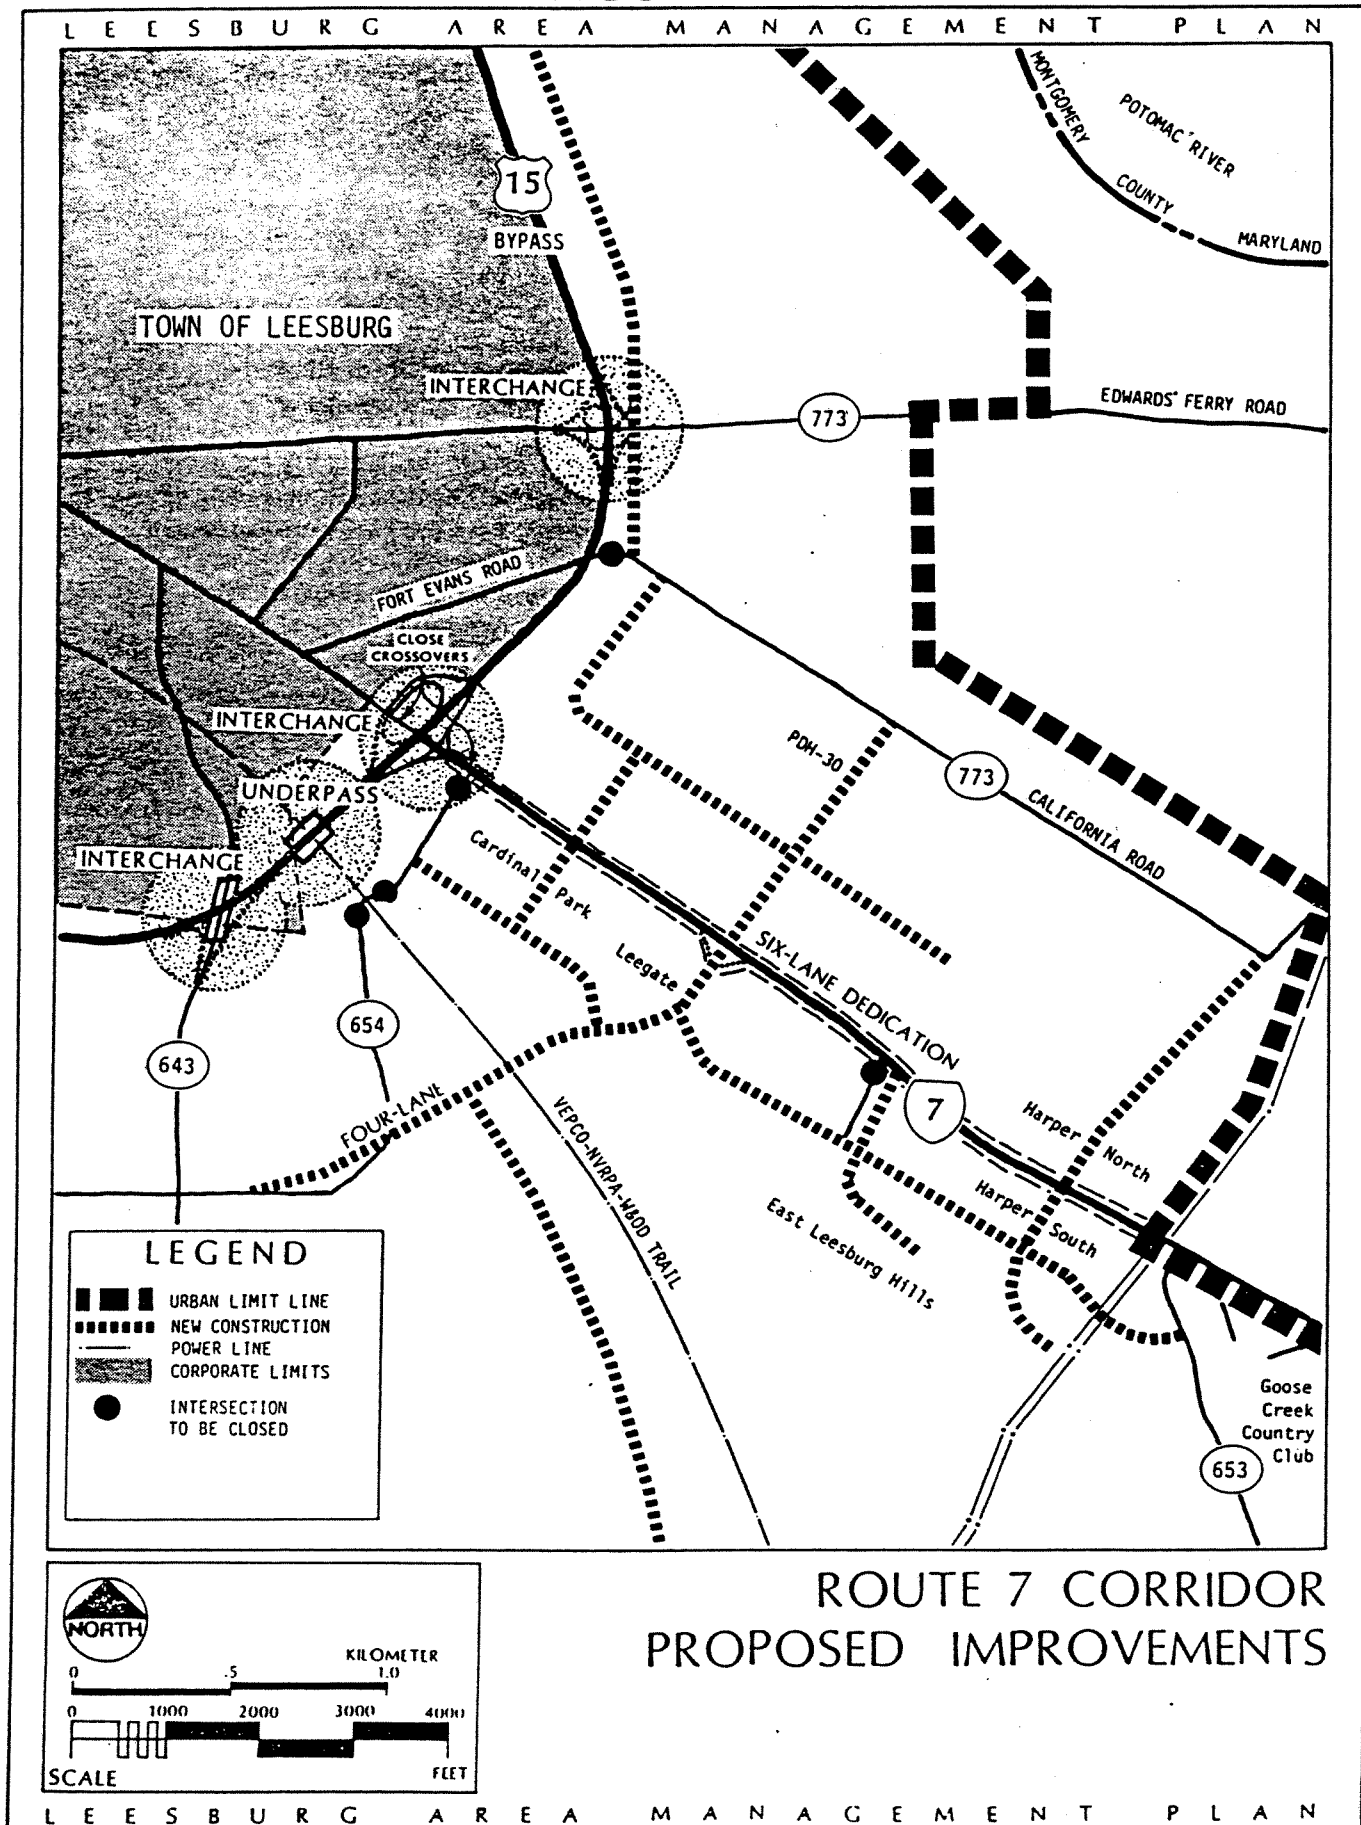 LEESBURG AREA MANAGEMENT PLAN
MONTGOMERY
COUNTY
MARYLAND
POTOMAC RIVER
15
BYPASS
TOWN OF LEESBURG
INTERCHANGE
773
EDWARDS' FERRY ROAD
FORT EVANS ROAD
CLOSE
CROSSOVERS
INTERCHANGE
UNDERPASS
INTERCHANGE
PDH-30
773
CALIFORNIA ROAD
Cardinal Park
Leegate
SIX-LANE DEDICATION
654
643
7
FOUR-LANE
VEPCO-NVRPA-W&OD TRAIL
Harper North
Harper South
East Leesburg Hills
Goose
Creek
Country
Club
653
LEGEND
URBAN LIMIT LINE
NEW CONSTRUCTION
POWER LINE
CORPORATE LIMITS
INTERSECTION
TO BE CLOSED
NORTH
KILOMETER
0 .5 1.0
0 1000 2000 3000 4000
SCALE FEET
ROUTE 7 CORRIDOR
PROPOSED IMPROVEMENTS
LEESBURG AREA MANAGEMENT PLAN